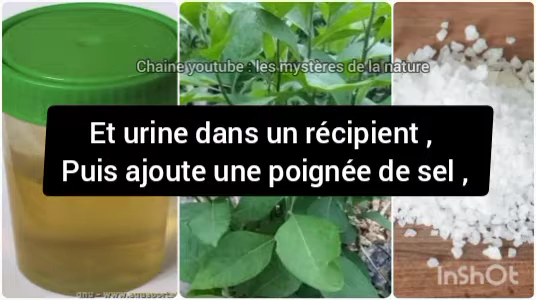 Chaine youtube : les mystères de la nature
Et urine dans un récipient ,
Puis ajoute une poignée de sel ,
InShOt